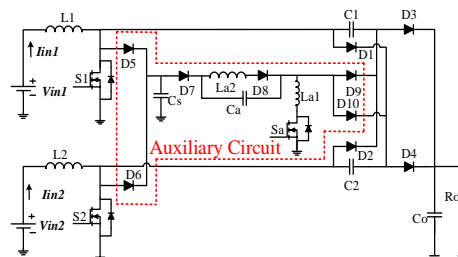 L1
C1
D3
Iin1
D1
D5
S1
Vin1
D7
La2
D8
La1
D9
Cs
Ca
D10
Sa
L2
Auxiliary Circuit
D2
D4
D6
C2
Iin2
S2
Ro
Co
Vin2